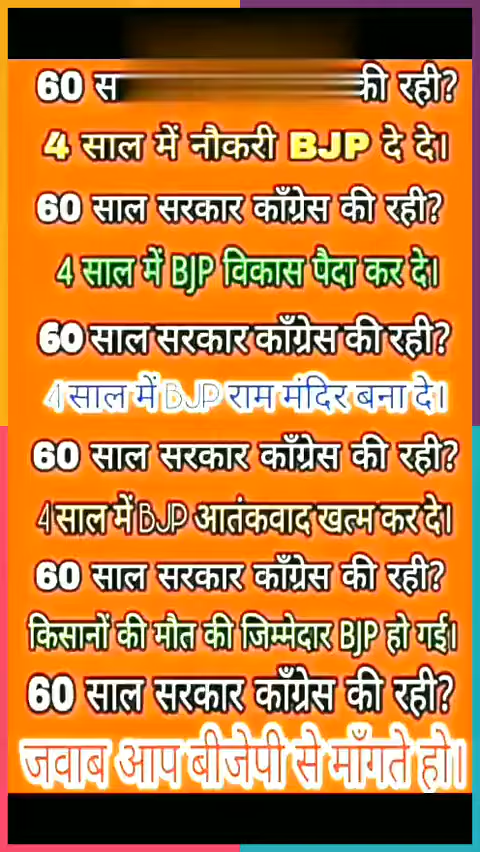 60 स की रही?
4 साल में नौकरी BJP दे दे।
60 साल सरकार काँग्रेस की रही?
4 साल में BJP विकास पैदा कर दे।
60 साल सरकार काँग्रेस की रही?
4 साल में BJP राम मंदिर बना दे।
60 साल सरकार काँग्रेस की रही?
4 साल में BJP आतंकवाद खत्म कर दे।
60 साल सरकार काँग्रेस की रही?
किसानों की मौत की जिम्मेदार BJP हो गई।
60 साल सरकार काँग्रेस की रही?
जवाब आप बीजेपी से माँगते हो।